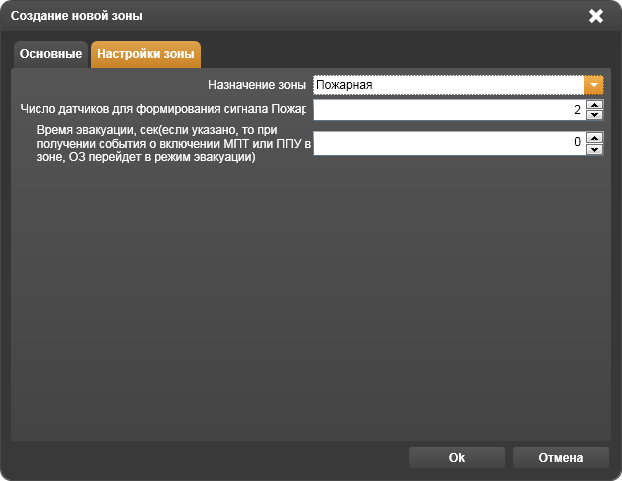 Создание новой зоны
Основные Настройки зоны
Назначение зоны Пожарная
Число датчиков для формирования сигнала Пожар 2
Время эвакуации, сек(если указано, то при
получении события о включении МПТ или ППУ в
зоне, ОЗ перейдет в режим эвакуации)
0
Ok Отмена